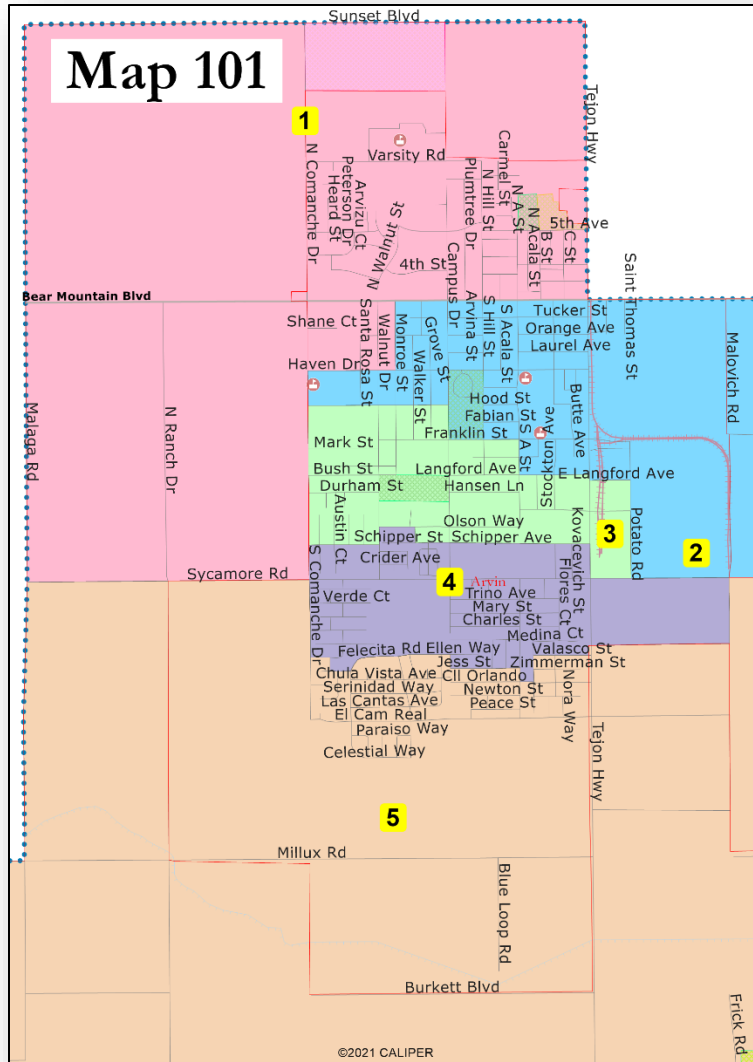 Sunset Blvd
Map 101
1
Tejon Hwy
Varsity Rd
N Comanche Dr
Heard St
Peterson Dr
Arvizu Ct
N Walnut St
Plumtree Dr
N Hill St
Carmel St
N A St
N Acala St
B St
C St
5th Ave
4th St
Campus Dr
Saint Thomas St
Bear Mountain Blvd
Shane Ct
Haven Dr
Santa Rosa St
Walnut Dr
Monroe St
Walker St
Grove St
Arvina St
S Hill St
S Acala St
Tucker St
Orange Ave
Laurel Ave
Malovich Rd
Malaga Rd
N Ranch Dr
Hood St
Fabian St
Franklin St
S A St
Stockton Ave
Butte Ave
Mark St
Bush St
Langford Ave
E Langford Ave
Durham St
Hansen Ln
Austin Ct
Olson Way
Schipper St
Schipper Ave
Kovacevich St
3
Potato Rd
2
Crider Ave
Sycamore Rd
4
Arvin
S Comanche Dr
Verde Ct
Trino Ave
Mary St
Charles St
Flores Ct
Medina Ct
Felecita Rd
Ellen Way
Valasco St
Jess St
Zimmerman St
Chula Vista Ave
Cll Orlando
Serinidad Way
Newton St
Las Cantas Ave
Peace St
Nora Way
El Cam Real
Paraiso Way
Celestial Way
Tejon Hwy
5
Millux Rd
Blue Loop Rd
Burkett Blvd
Frick Rd
©2021 CALIPER